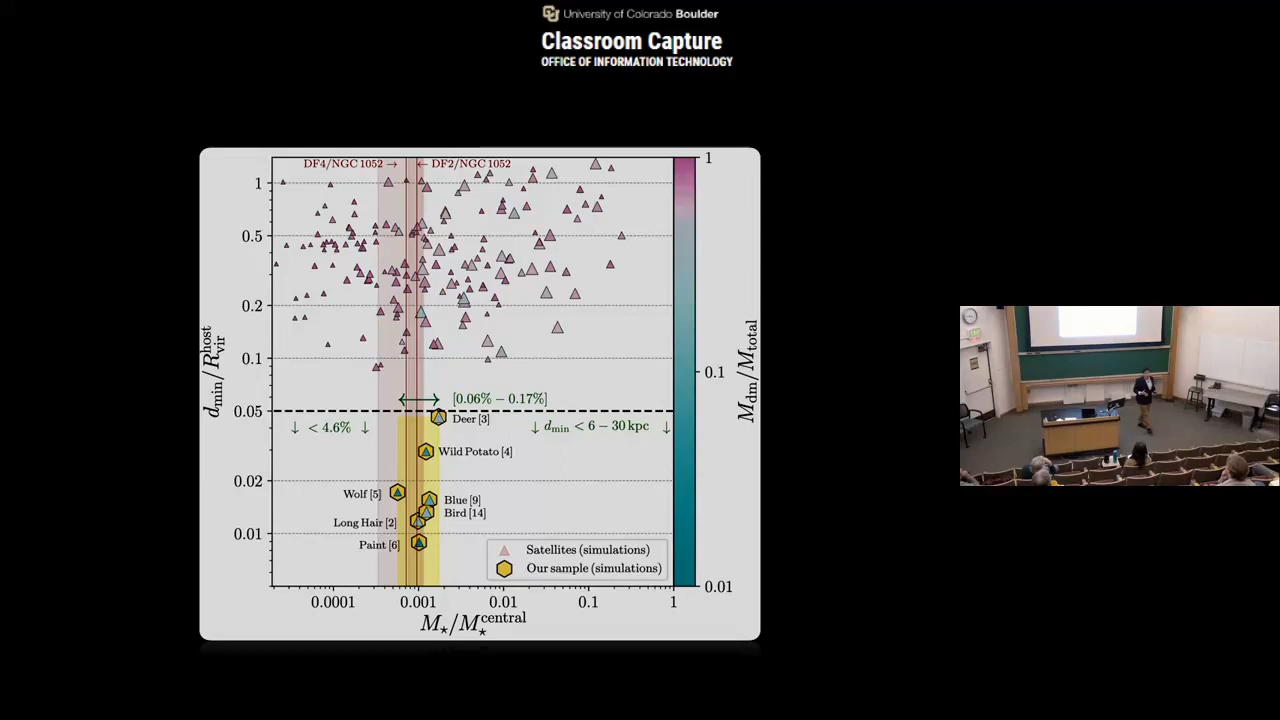 University of Colorado Boulder
Classroom Capture
OFFICE OF INFORMATION TECHNOLOGY
DF4/NGC 1052 →
← DF2/NGC 1052
1
0.5
0.2
0.1
0.05
0.02
0.01
d_min/R_vir^host
[0.06% − 0.17%]
↓ < 4.6% ↓
↓ d_min < 6 − 30 kpc ↓
Deer [3]
Wild Potato [4]
Wolf [5]
Blue [9]
Bird [14]
Long Hair [2]
Paint [6]
Satellites (simulations)
Our sample (simulations)
0.0001
0.001
0.01
0.1
1
M⋆/M⋆^central
1
0.1
0.01
M_dm/M_total